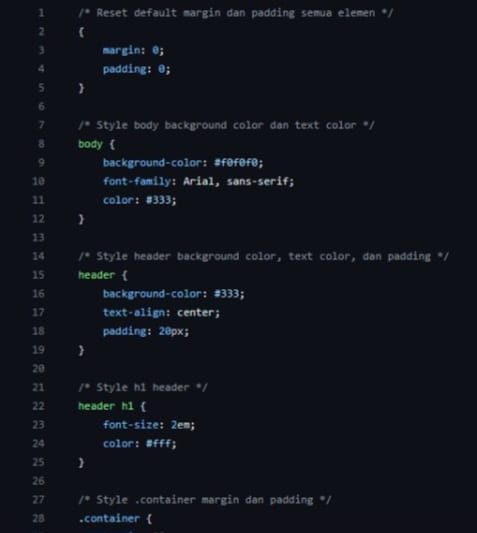 1 /* Reset default margin dan padding semua elemen */
2 {
3 margin: 0;
4 padding: 0;
5 }
6
7 /* Style body background color dan text color */
8 body {
9 background-color: #f0f0f0;
10 font-family: Arial, sans-serif;
11 color: #333;
12 }
13
14 /* Style header background color, text color, dan padding */
15 header {
16 background-color: #333;
17 text-align: center;
18 padding: 20px;
19 }
20
21 /* Style h1 header */
22 header h1 {
23 font-size: 2em;
24 color: #fff;
25 }
26
27 /* Style .container margin dan padding */
28 .container {